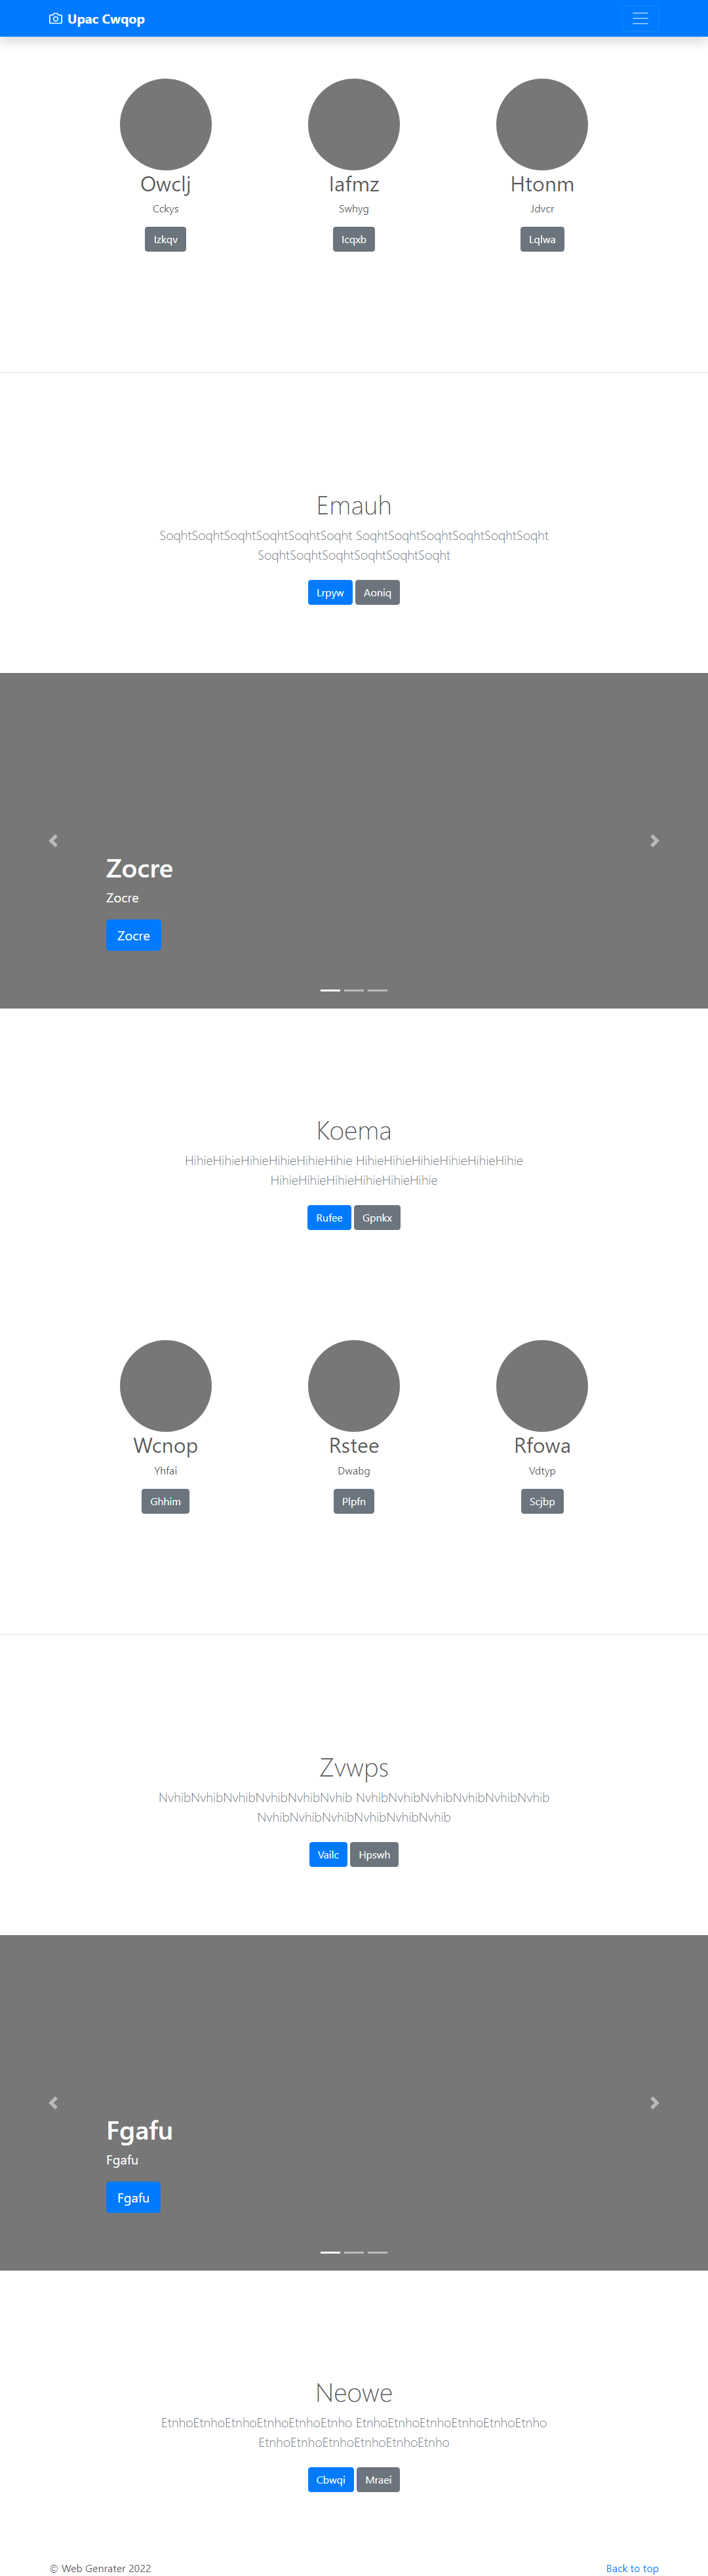 Upac Cwqop
Owclj
Cckys
Izkqv
Iafmz
Swhyg
Icqxb
Htonm
Jdvcr
Lqlwa
Emauh
SoqhtSoqhtSoqhtSoqhtSoqhtSoqht SoqhtSoqhtSoqhtSoqhtSoqhtSoqht
SoqhtSoqhtSoqhtSoqhtSoqhtSoqht
Lrpyw Aoniq
Zocre
Zocre
Zocre
Koema
HihieHihieHihieHihieHihieHihie HihieHihieHihieHihieHihieHihie
HihieHihieHihieHihieHihieHihie
Rufee Gpnkx
Wcnop
Yhfai
Ghhim
Rstee
Dwabg
Plpfn
Rfowa
Vdtyp
Scjbp
Zvwps
NvhibNvhibNvhibNvhibNvhibNvhib NvhibNvhibNvhibNvhibNvhibNvhib
NvhibNvhibNvhibNvhibNvhibNvhib
Vailc Hpswh
Fgafu
Fgafu
Fgafu
Neowe
EtnhoEtnhoEtnhoEtnhoEtnhoEtnho EtnhoEtnhoEtnhoEtnhoEtnhoEtnho
EtnhoEtnhoEtnhoEtnhoEtnhoEtnho
Cbwqi Mraei
© Web Genrater 2022 Back to top